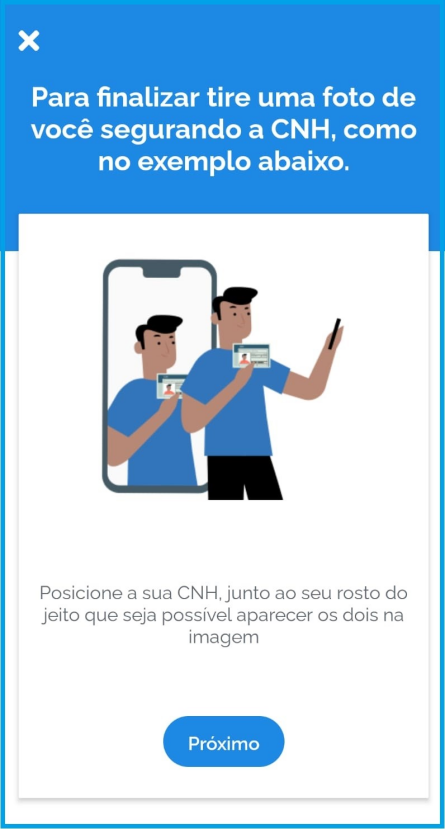 Para finalizar tire uma foto de
você segurando a CNH, como
no exemplo abaixo.
Posicione a sua CNH, junto ao seu rosto do
jeito que seja possível aparecer os dois na
imagem
Próximo